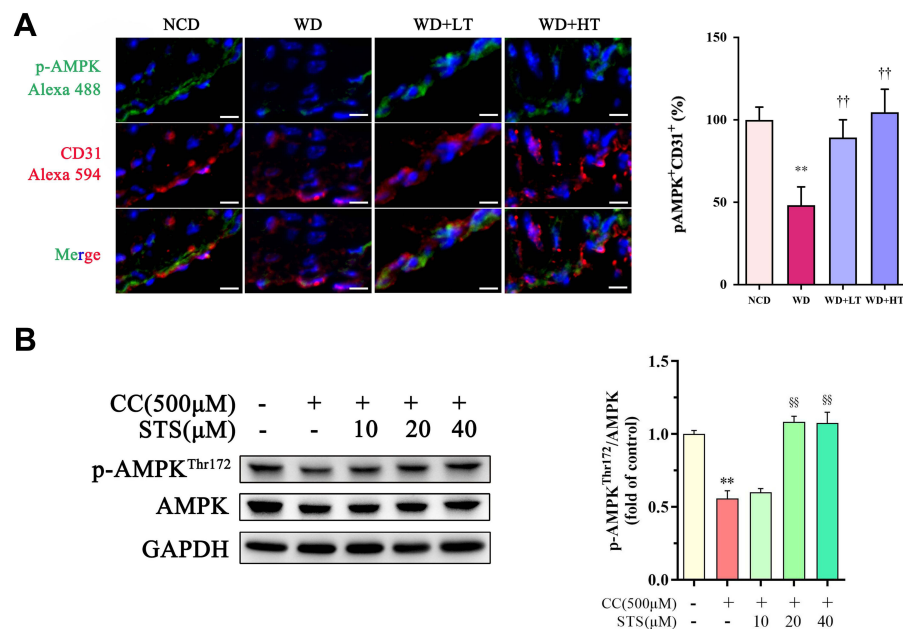 A
NCD WD WD+LT WD+HT
p-AMPK
Alexa 488
CD31
Alexa 594
Merge
pAMPK⁺CD31⁺ (%)
150
100
50
0
**
††
††
NCD WD WD+LT WD+HT
B
CC(500μM) - + + + +
STS(μM) - - 10 20 40
p-AMPKᵀʰʳ¹⁷²
AMPK
GAPDH
p-AMPKᵀʰʳ¹⁷²/AMPK
(fold of control)
1.5
1.0
0.5
0.0
**
§§
§§
CC(500μM) - + + + +
STS(μM) - - 10 20 40